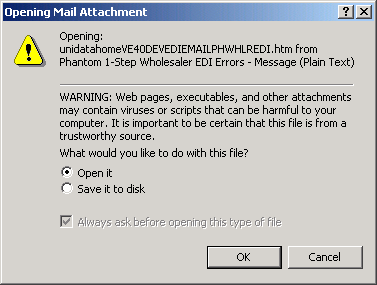 Opening Mail Attachment
Opening:
unidatahomeVE40DEVEDIEMAILPHWHLREDI.htm from
Phantom 1-Step Wholesaler EDI Errors - Message (Plain Text)
WARNING: Web pages, executables, and other attachments
may contain viruses or scripts that can be harmful to your
computer. It is important to be certain that this file is from a
trustworthy source.
What would you like to do with this file?
Open it
Save it to disk
Always ask before opening this type of file
OK
Cancel